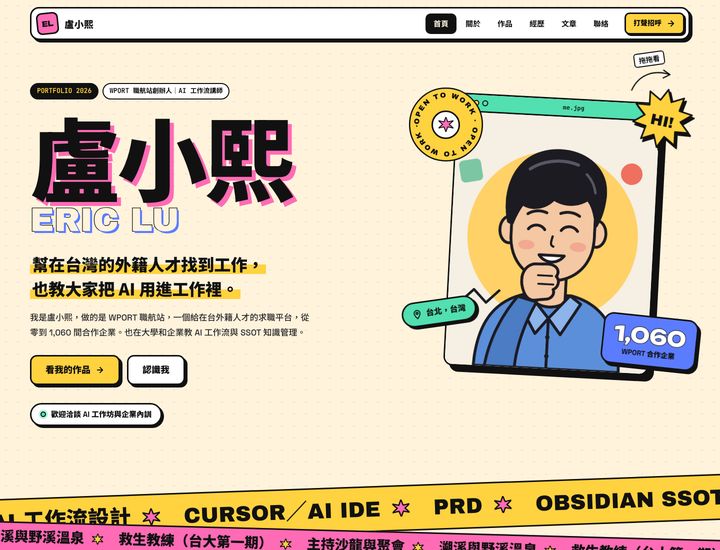 EL 盧小熙 首頁 關於 作品 經歷 文章 聯絡 打聲招呼 →
拖拖看
PORTFOLIO 2026 WPORT 職航站創辦人｜AI 工作流講師
OPEN TO WORK · OPEN TO WORK ·
me.jpg
HI!
盧小熙
ERIC LU
幫在台灣的外籍人才找到工作，
也教大家把 AI 用進工作裡。
我是盧小熙，做的是 WPORT 職航站，一個給在台外籍人才的求職平台，從
零到 1,060 間合作企業。也在大學和企業教 AI 工作流與 SSOT 知識管理。
台北，台灣
1,060
WPORT 合作企業
看我的作品 → 認識我
歡迎洽談 AI 工作坊與企業內訓
AI 工作流設計 CURSOR／AI IDE PRD OBSIDIAN SSOT
溪與野溪溫泉 救生教練（台大第一期） 主持沙龍與聚會 溯溪與野溪溫泉